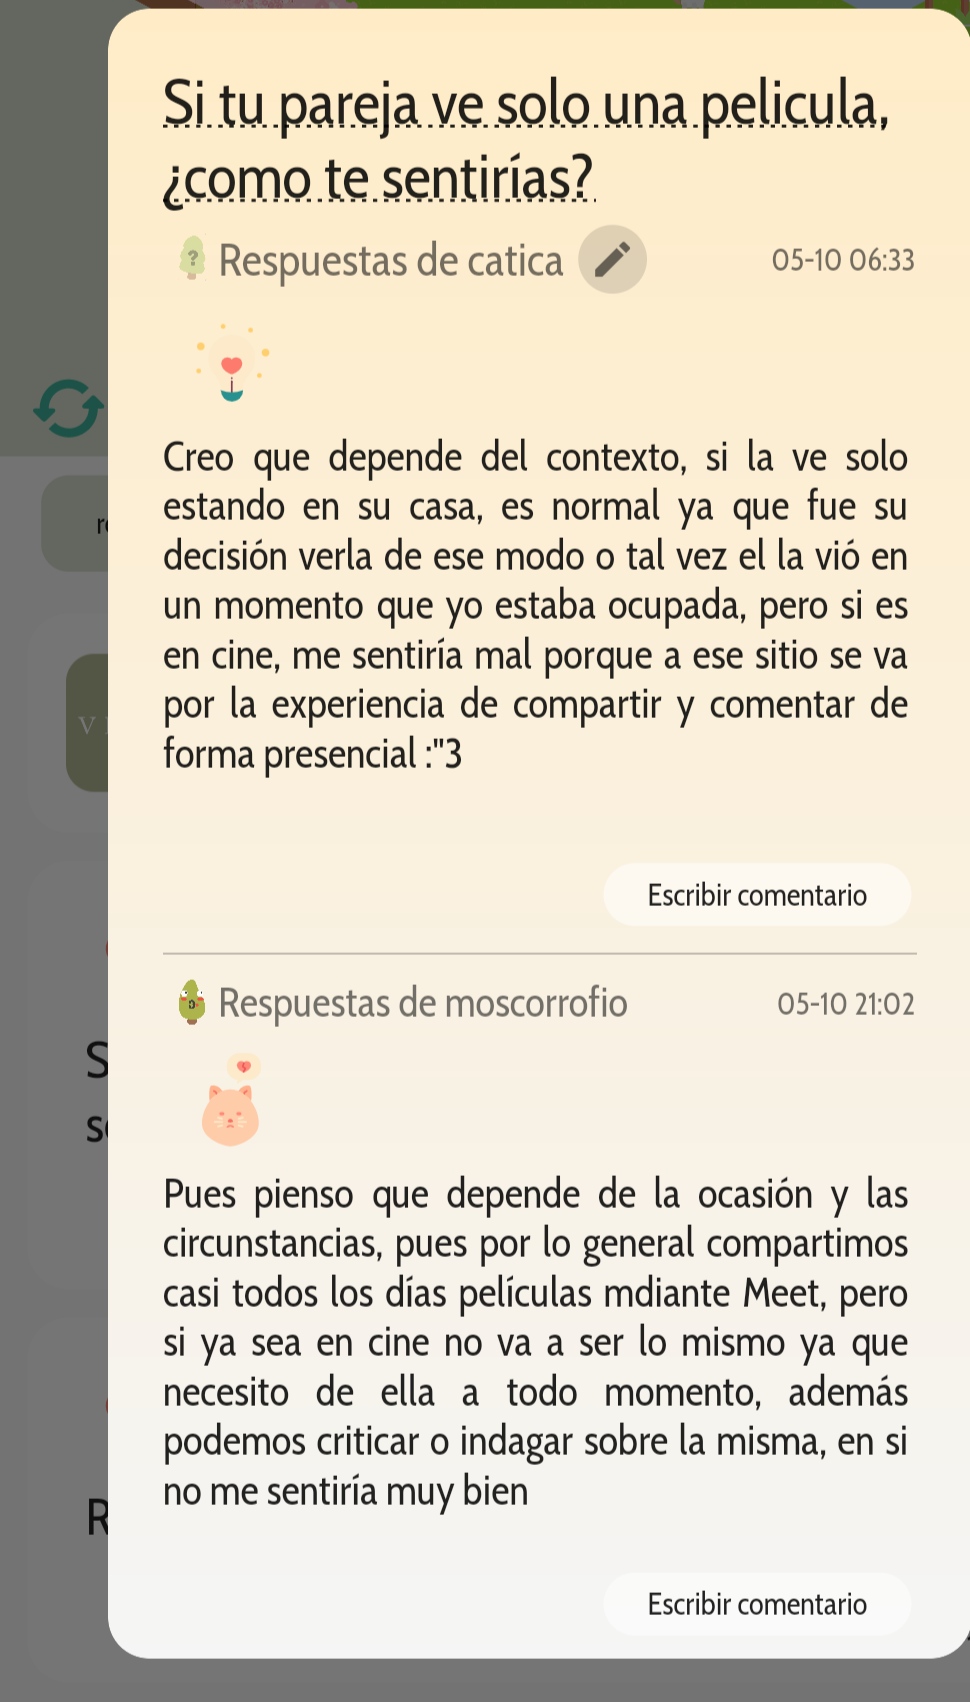 Si tu pareja ve solo una pelicula,
¿como te sentirías?
Respuestas de catica
05-10 06:33
Creo que depende del contexto, si la ve solo
estando en su casa, es normal ya que fue su
decisión verla de ese modo o tal vez el la vió en
un momento que yo estaba ocupada, pero si es
en cine, me sentiría mal porque a ese sitio se va
por la experiencia de compartir y comentar de
forma presencial :"3
Escribir comentario
Respuestas de moscorrofio
05-10 21:02
Pues pienso que depende de la ocasión y las
circunstancias, pues por lo general compartimos
casi todos los días películas mdiante Meet, pero
si ya sea en cine no va a ser lo mismo ya que
necesito de ella a todo momento, además
podemos criticar o indagar sobre la misma, en si
no me sentiría muy bien
Escribir comentario